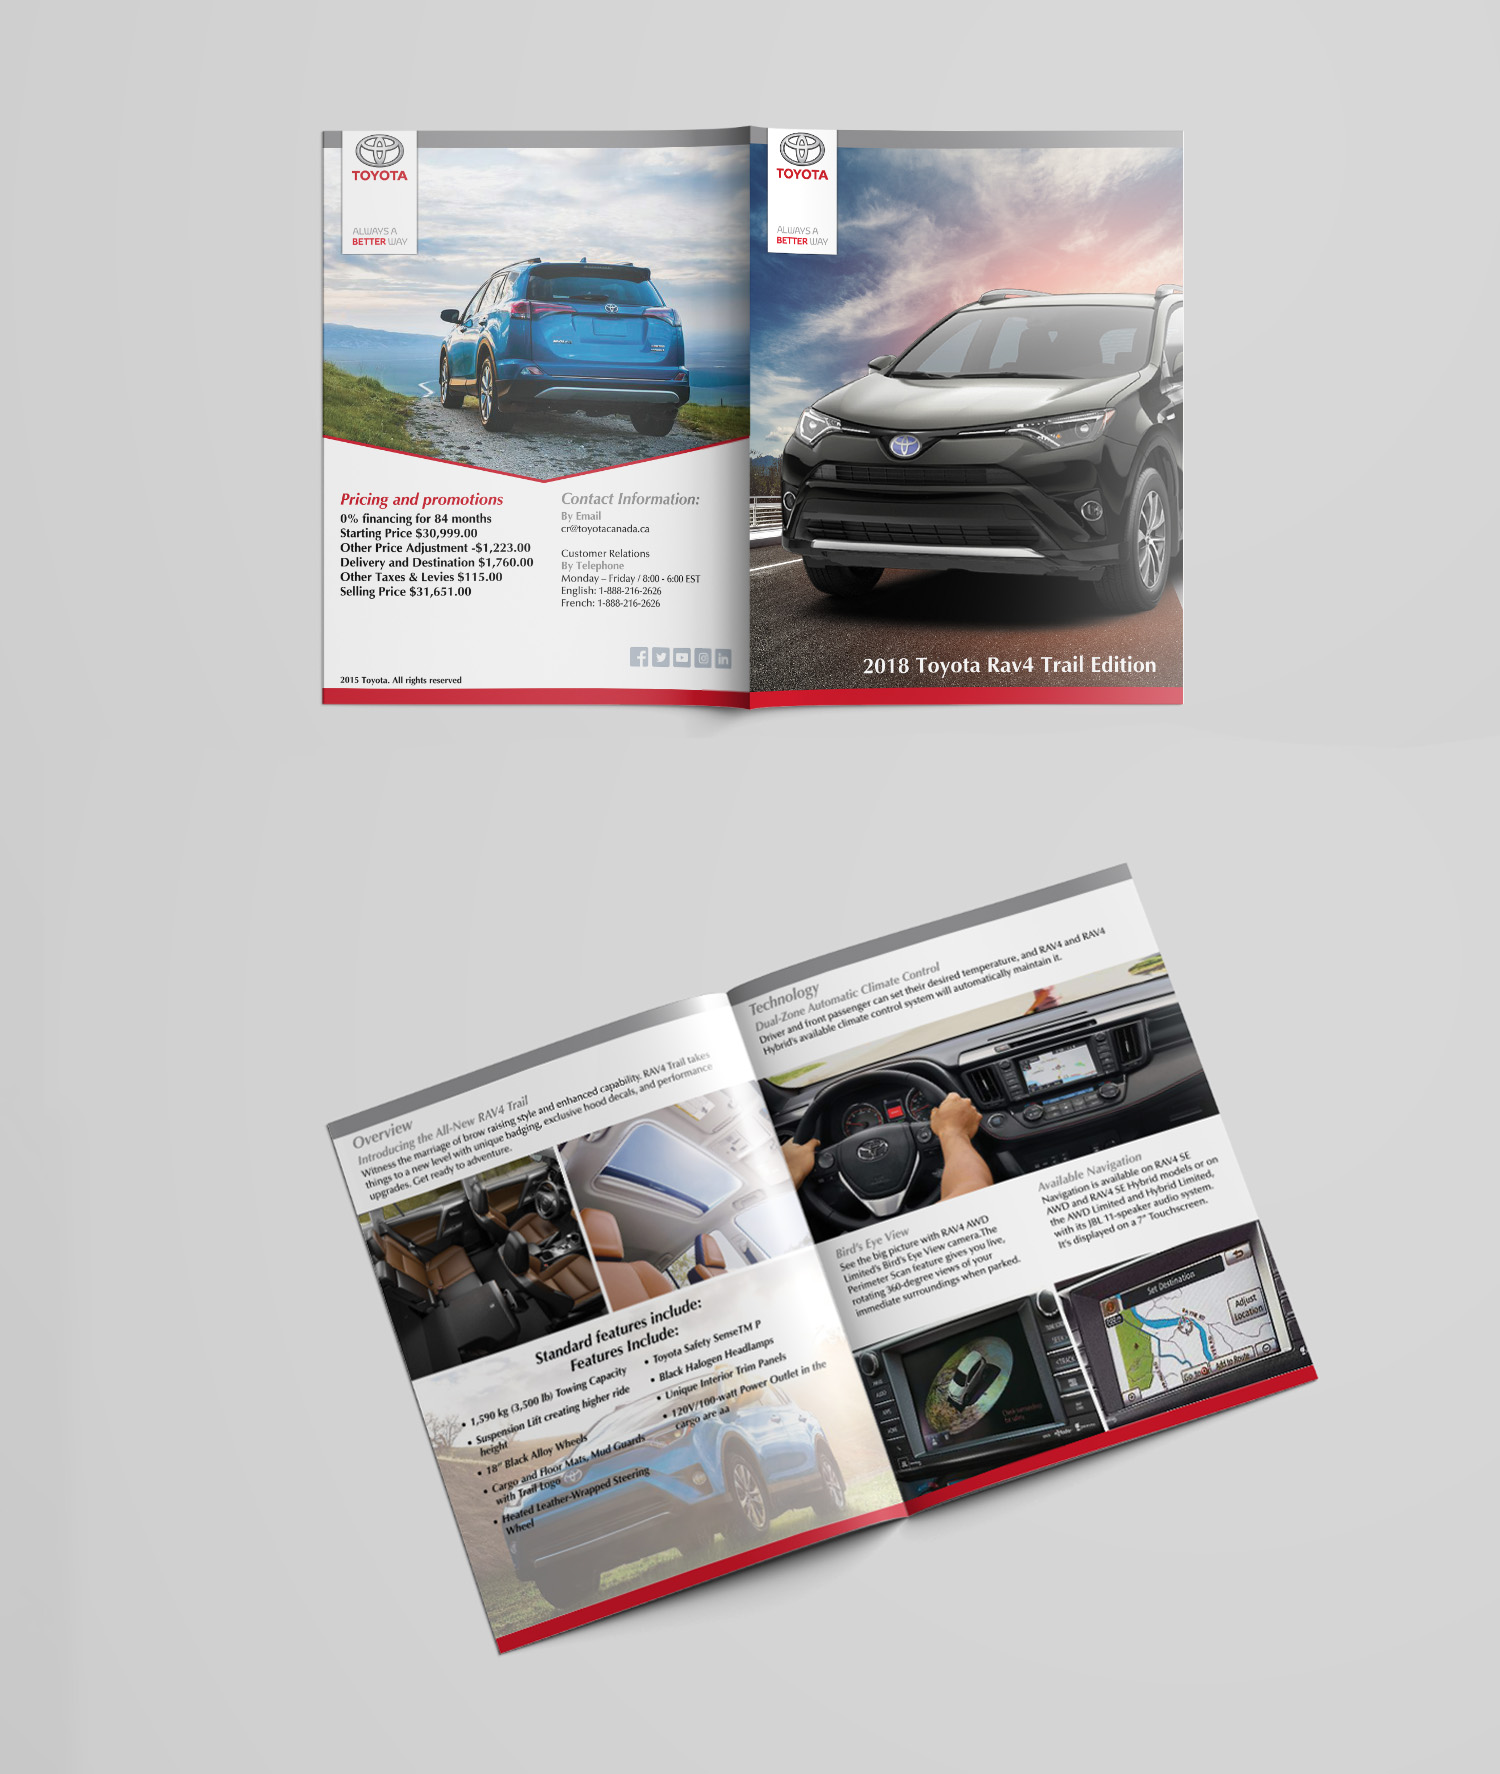 TOYOTA
ALWAYS A
BETTER WAY
Pricing and promotions
0% financing for 84 months
Starting Price $30,999.00
Other Price Adjustment -$1,223.00
Delivery and Destination $1,760.00
Other Taxes & Levies $115.00
Selling Price $31,651.00
Contact Information:
By Email
cr@toyotacanada.ca
Customer Relations
By Telephone
Monday – Friday / 8:00 - 6:00 EST
English: 1-888-216-2626
French: 1-888-216-2626
2015 Toyota. All rights reserved
TOYOTA
ALWAYS A
BETTER WAY
2018 Toyota Rav4 Trail Edition
Overview
Introducing the All-New RAV4 Trail
Witness the marriage of brow raising style and enhanced capability. RAV4 Trail takes
things to a new level with unique badging, exclusive hood decals, and performance
upgrades. Get ready to adventure.
Standard features include:
Features Include:
• 1,590 kg (3,500 lb) Towing Capacity
• Suspension Lift creating higher ride
height
• 18" Black Alloy Wheels
• Cargo and Floor Mats, Mud Guards
with Trail Logo
• Heated Leather-Wrapped Steering
Wheel
• Toyota Safety SenseTM P
• Black Halogen Headlamps
• Unique Interior Trim Panels
• 120V/100-watt Power Outlet in the
cargo are aa
Technology
Dual-Zone Automatic Climate Control
Driver and front passenger can set their desired temperature, and RAV4 and RAV4
Hybrid's available climate control system will automatically maintain it.
Bird's Eye View
See the big picture with RAV4 AWD
Limited's Bird's Eye View camera.The
Perimeter Scan feature gives you live,
rotating 360-degree views of your
immediate surroundings when parked.
Available Navigation
Navigation is available on RAV4 SE
AWD and RAV4 SE Hybrid models or on
the AWD Limited and Hybrid Limited,
with its JBL 11-speaker audio system.
It's displayed on a 7" Touchscreen.
Set Destination
Adjust
Location
Go to
Add to Route